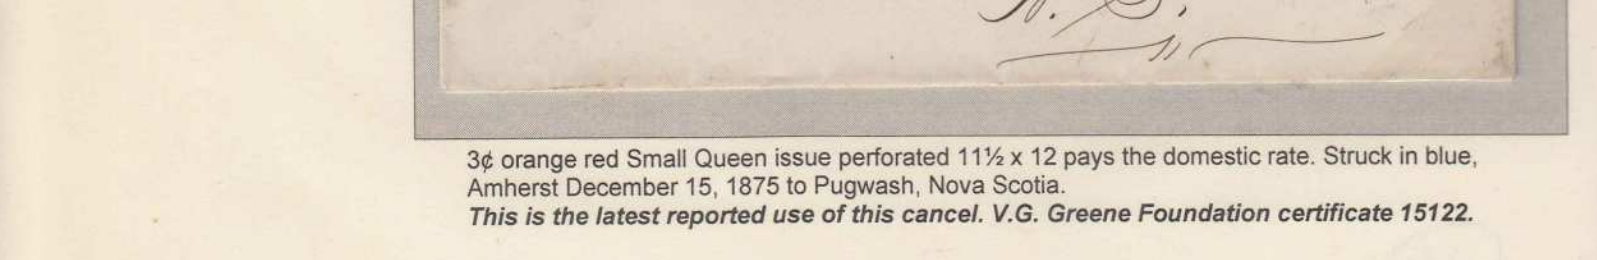 N. S.
3¢ orange red Small Queen issue perforated 11½ x 12 pays the domestic rate. Struck in blue,
Amherst December 15, 1875 to Pugwash, Nova Scotia.
This is the latest reported use of this cancel. V.G. Greene Foundation certificate 15122.